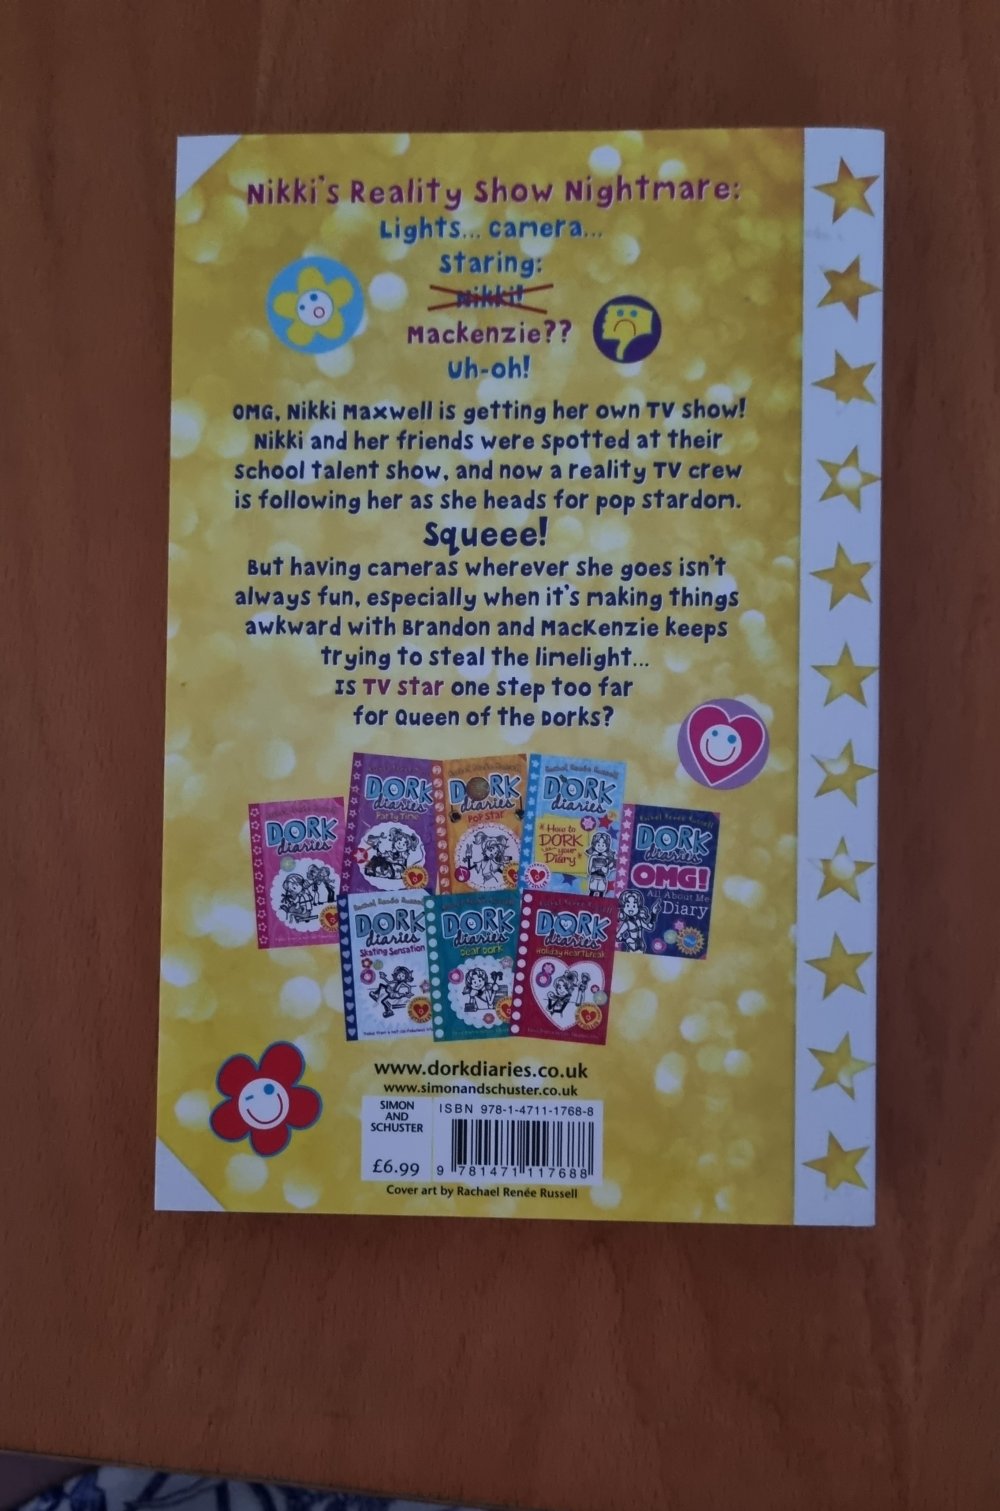 Nikki's Reality Show Nightmare:
Lights... camera...
Staring:
Nikki!
MacKenzie??
Uh-oh!
OMG, Nikki Maxwell is getting her own TV show!
Nikki and her friends were spotted at their
school talent show, and now a reality TV crew
is following her as she heads for pop stardom.
Squeee!
But having cameras wherever she goes isn't
always fun, especially when it's making things
awkward with Brandon and MacKenzie keeps
trying to steal the limelight...
Is TV star one step too far
for Queen of the Dorks?
DORK
diaries
DORK
diaries
Party Time
DORK
diaries
Pop Star
Rachel Renée Russell
DORK
diaries
How to
DORK
your
Diary
Rachel Renée Russell
DORK
diaries
OMG!
All About Me
Diary
DORK
diaries
Skating Sensation
DORK
diaries
Dear Dork
DORK
diaries
Holiday Heartbreak
www.dorkdiaries.co.uk
www.simonandschuster.co.uk
SIMON
AND
SCHUSTER
£6.99
ISBN 978-1-4711-1768-8
9 781471 117688
Cover art by Rachael Renée Russell